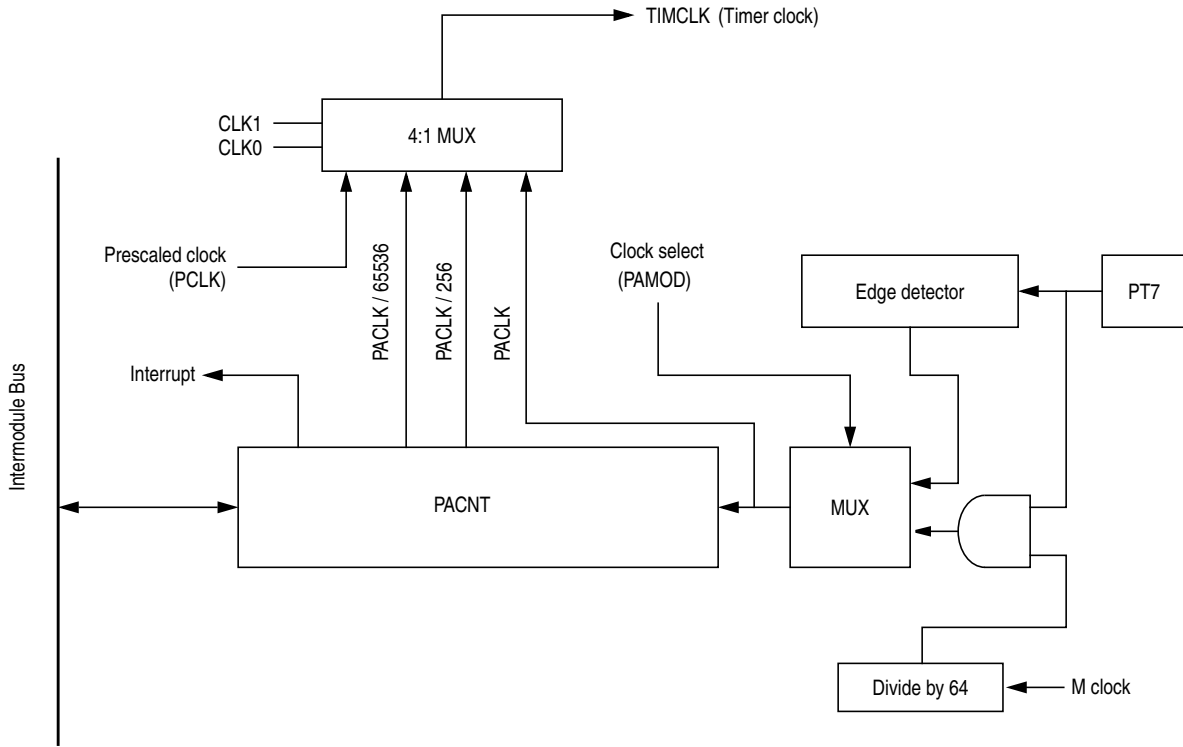 TIMCLK (Timer clock)
CLK1
CLK0
4:1 MUX
Prescaled clock
(PCLK)
PACLK / 65536
PACLK / 256
PACLK
Clock select
(PAMOD)
Edge detector
PT7
Interrupt
Intermodule Bus
PACNT
MUX
Divide by 64
M clock